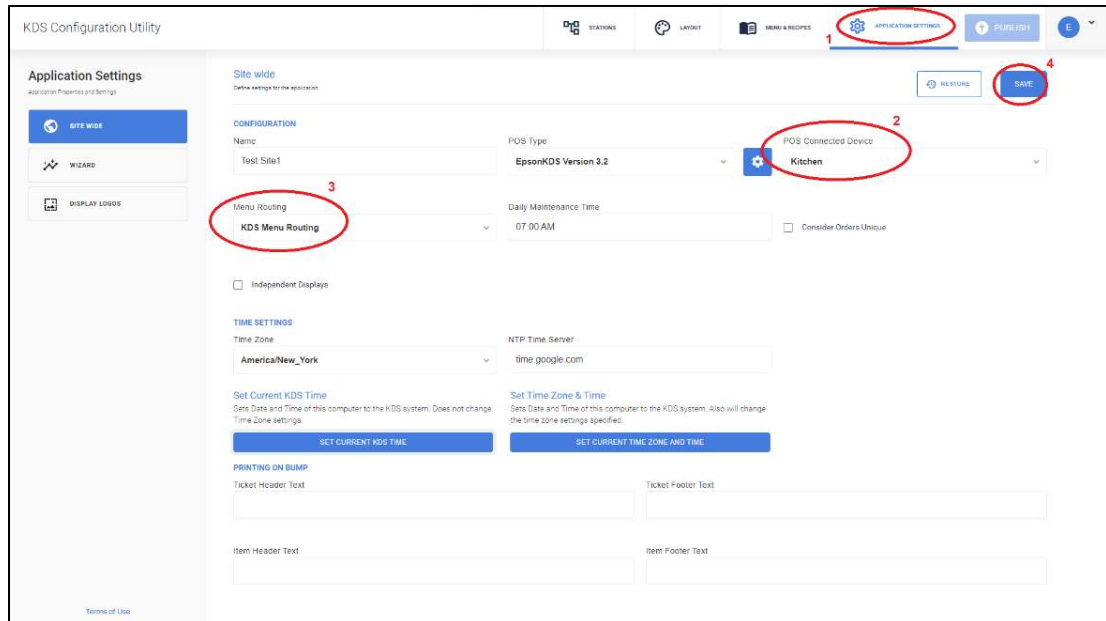 KDS Configuration Utility
STATIONS
LAYOUT
MENU & RECIPES
1
APPLICATION SETTINGS
PUBLISH
E
Application Settings
Application Properties and Settings
SITE WIDE
WIZARD
DISPLAY LOGOS
Site wide
Define settings for the application
RESTORE
SAVE
4
CONFIGURATION
2
Name
POS Type
POS Connected Device
Test Site1
EpsonKDS Version 3.2
Kitchen
3
Menu Routing
Daily Maintenance Time
KDS Menu Routing
07:00 AM
Consider Orders Unique
Independent Displays
TIME SETTINGS
Time Zone
NTP Time Server
America/New_York
time.google.com
Set Current KDS Time
Sets Date and Time of this computer to the KDS system. Does not change
Time Zone settings.
SET CURRENT KDS TIME
Set Time Zone & Time
Sets Date and Time of this computer to the KDS system. Also will change
the time zone settings specified.
SET CURRENT TIME ZONE AND TIME
PRINTING ON BUMP
Ticket Header Text
Ticket Footer Text
Item Header Text
Item Footer Text
Terms of Use